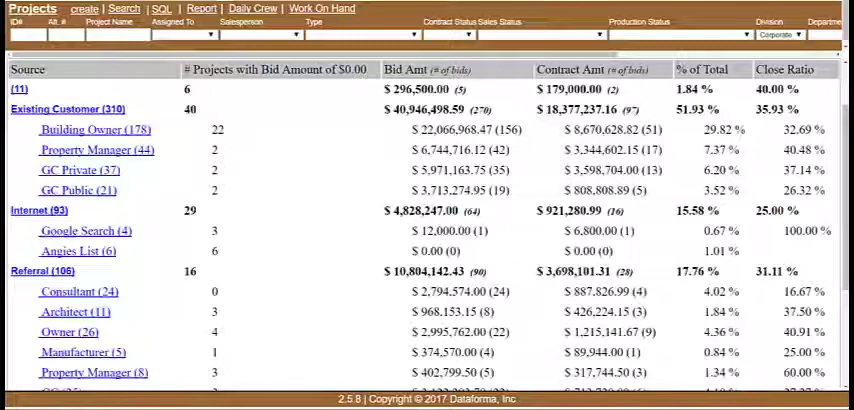 Projects create | Search | SQL | Report | Daily Crew | Work On Hand
ID# Alt. # Project Name Assigned To Salesperson Type Contract Status Sales Status Production Status Division Departme
Corporate
Source # Projects with Bid Amount of $0.00 Bid Amt (# of bids) Contract Amt (# of bids) % of Total Close Ratio
(11) 6 $ 296,500.00 (5) $ 179,000.00 (2) 1.84 % 40.00 %
Existing Customer (310) 40 $ 40,946,498.59 (270) $ 18,377,237.16 (97) 51.93 % 35.93 %
Building Owner (178) 22 $ 22,066,968.47 (156) $ 8,670,628.82 (51) 29.82 % 32.69 %
Property Manager (44) 2 $ 6,744,716.12 (42) $ 3,344,602.15 (17) 7.37 % 40.48 %
GC Private (37) 2 $ 5,971,163.75 (35) $ 3,598,704.00 (13) 6.20 % 37.14 %
GC Public (21) 2 $ 3,713,274.95 (19) $ 808,808.89 (5) 3.52 % 26.32 %
Internet (93) 29 $ 4,828,247.00 (64) $ 921,280.99 (16) 15.58 % 25.00 %
Google Search (4) 3 $ 12,000.00 (1) $ 6,800.00 (1) 0.67 % 100.00 %
Angies List (6) 6 $ 0.00 (0) $ 0.00 (0) 1.01 %
Referral (106) 16 $ 10,804,142.43 (90) $ 3,698,101.31 (28) 17.76 % 31.11 %
Consultant (24) 0 $ 2,794,574.00 (24) $ 887,826.99 (4) 4.02 % 16.67 %
Architect (11) 3 $ 968,153.15 (8) $ 426,224.15 (3) 1.84 % 37.50 %
Owner (26) 4 $ 2,995,762.00 (22) $ 1,215,141.67 (9) 4.36 % 40.91 %
Manufacturer (5) 1 $ 374,570.00 (4) $ 89,944.00 (1) 0.84 % 25.00 %
Property Manager (8) 3 $ 402,799.50 (5) $ 317,744.50 (3) 1.34 % 60.00 %
2.5.8 | Copyright © 2017 Dataforma, Inc